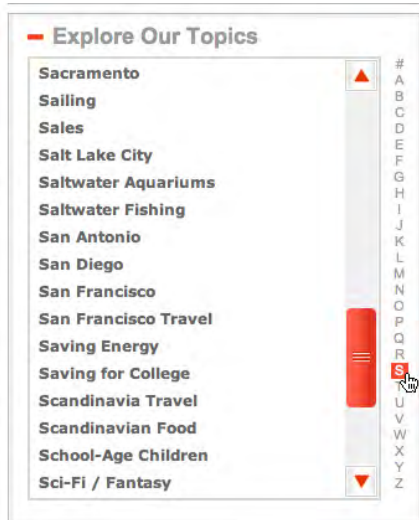 Explore Our Topics
Sacramento
Sailing
Sales
Salt Lake City
Saltwater Aquariums
Saltwater Fishing
San Antonio
San Diego
San Francisco
San Francisco Travel
Saving Energy
Saving for College
Scandinavia Travel
Scandinavian Food
School-Age Children
Sci-Fi / Fantasy
#
A
B
C
D
E
F
G
H
I
J
K
L
M
N
O
P
Q
R
S
T
U
V
W
X
Y
Z